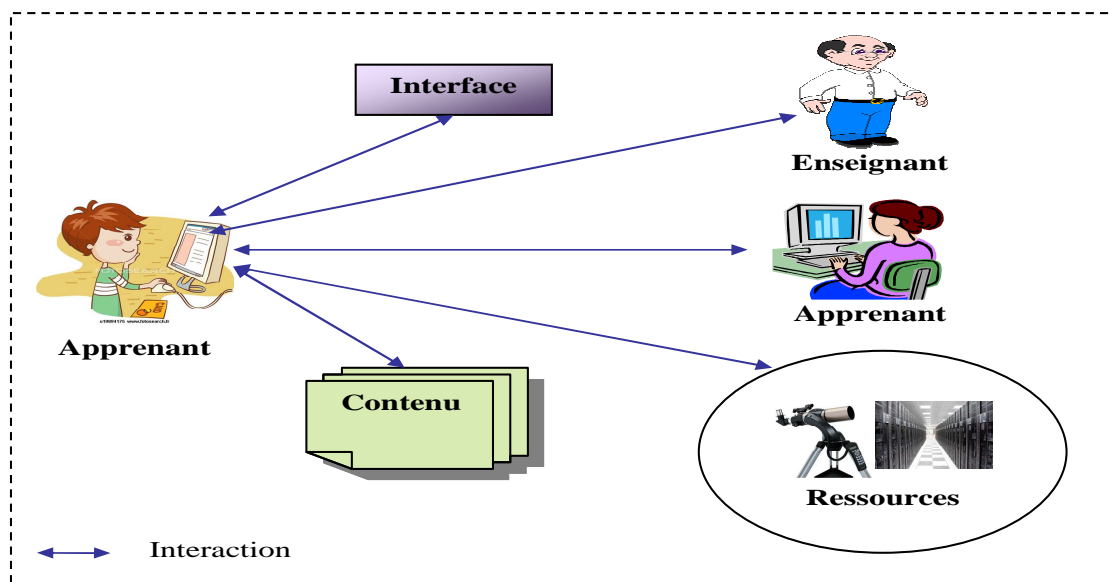 Interface
Enseignant
Apprenant
Apprenant
Contenu
Ressources
Interaction